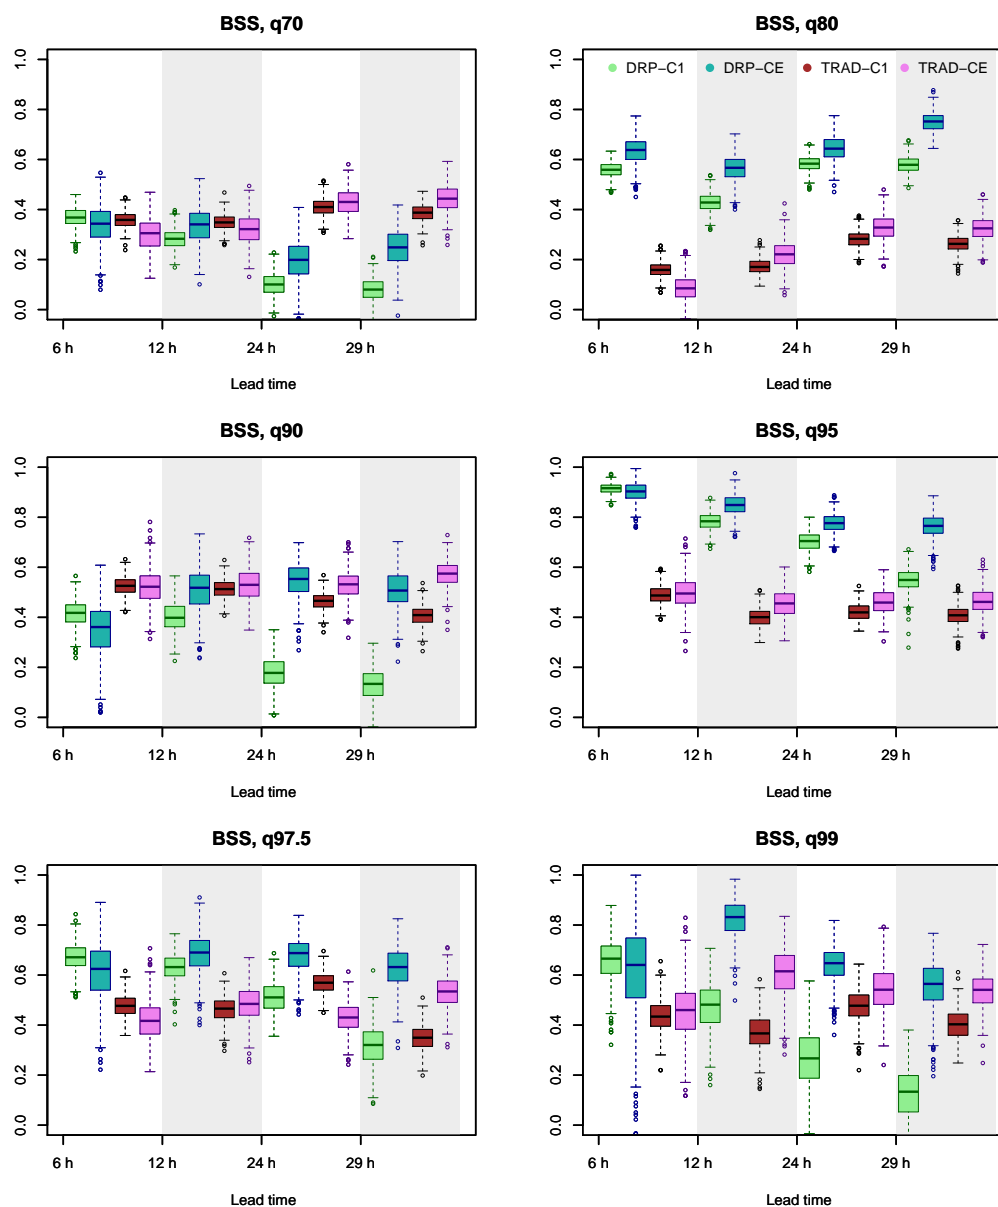 BSS, q70
1.0
0.8
0.6
0.4
0.2
0.0
6 h 12 h 24 h 29 h
Lead time
BSS, q80
DRP−C1 DRP−CE TRAD−C1 TRAD−CE
1.0
0.8
0.6
0.4
0.2
0.0
6 h 12 h 24 h 29 h
Lead time
BSS, q90
1.0
0.8
0.6
0.4
0.2
0.0
6 h 12 h 24 h 29 h
Lead time
BSS, q95
1.0
0.8
0.6
0.4
0.2
0.0
6 h 12 h 24 h 29 h
Lead time
BSS, q97.5
1.0
0.8
0.6
0.4
0.2
0.0
6 h 12 h 24 h 29 h
Lead time
BSS, q99
1.0
0.8
0.6
0.4
0.2
0.0
6 h 12 h 24 h 29 h
Lead time